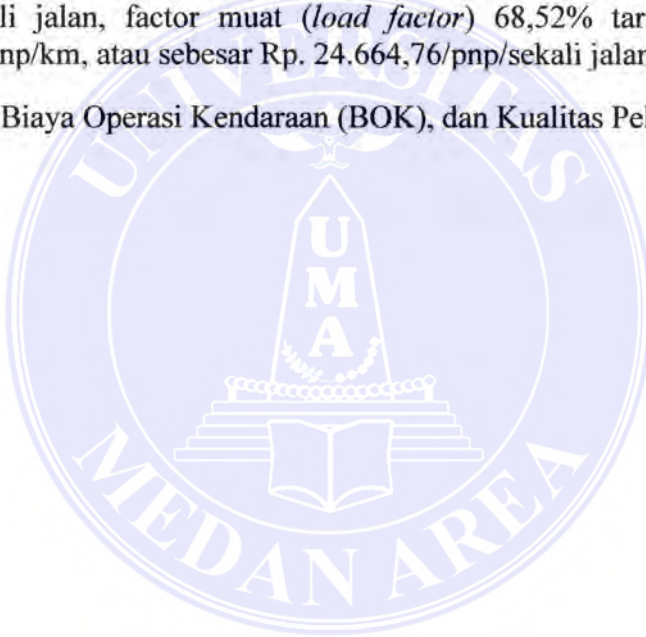 li jalan, factor muat (load factor) 68,52% tar
np/km, atau sebesar Rp. 24.664,76/pnp/sekali jalan
Biaya Operasi Kendaraan (BOK), dan Kualitas Pel
UNIVERSITAS
U
M
A
MEDAN AREA